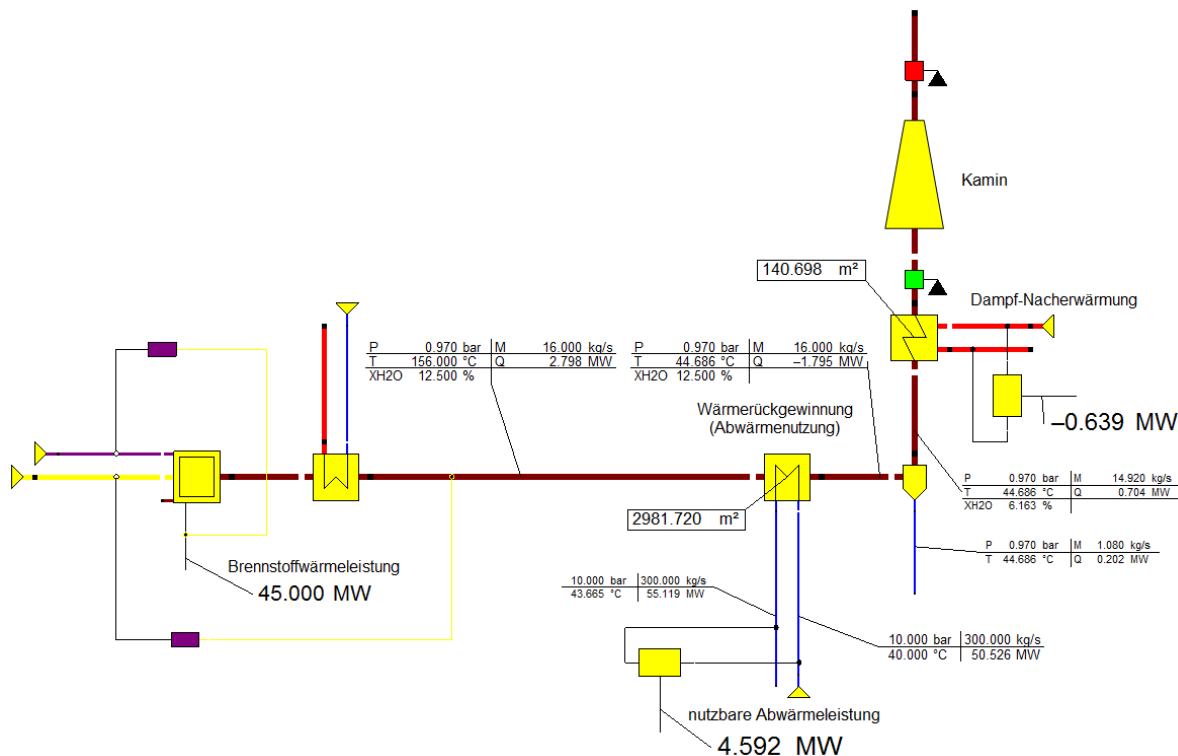 Kamin
140.698 m²
Dampf-Nacherwärmung
P 0.970 bar M 16.000 kg/s
T 156.000 °C Q 2.798 MW
XH2O 12.500 %
P 0.970 bar M 16.000 kg/s
T 44.686 °C Q –1.795 MW
XH2O 12.500 %
Wärmerückgewinnung
(Abwärmenutzung)
–0.639 MW
P 0.970 bar M 14.920 kg/s
T 44.686 °C Q 0.704 MW
XH2O 6.163 %
2981.720 m²
P 0.970 bar M 1.080 kg/s
T 44.686 °C Q 0.202 MW
Brennstoffwärmeleistung
45.000 MW
10.000 bar 300.000 kg/s
43.665 °C 55.119 MW
10.000 bar 300.000 kg/s
40.000 °C 50.526 MW
nutzbare Abwärmeleistung
4.592 MW